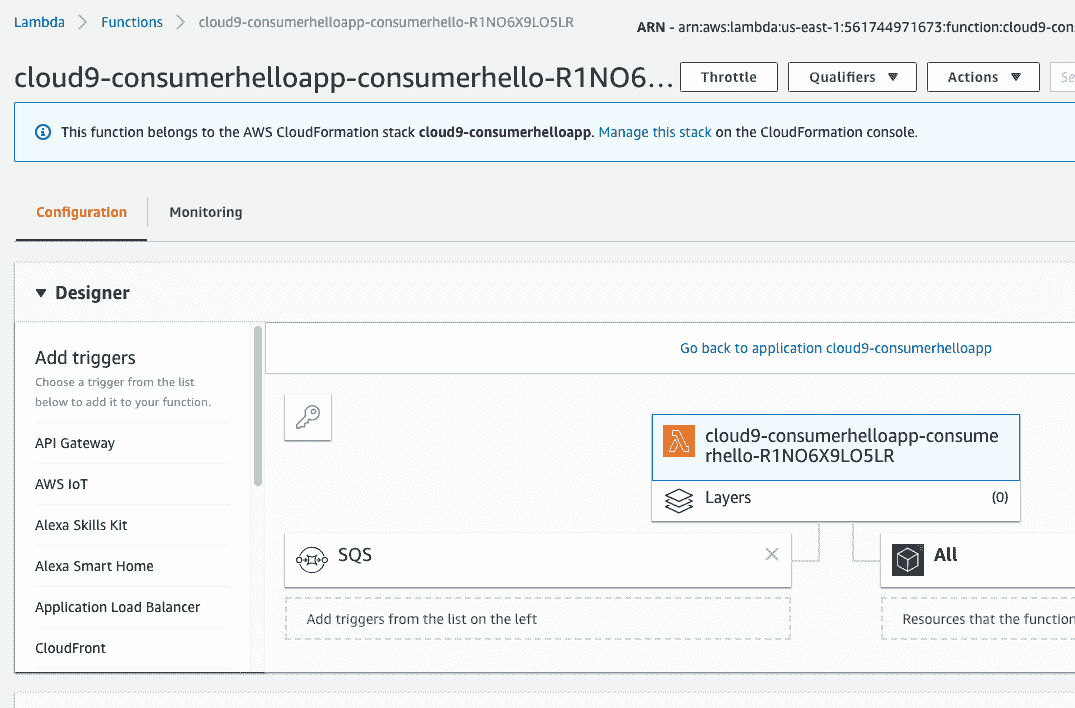 Lambda > Functions > cloud9-consumerhelloapp-consumerhello-R1NO6X9LO5LR
ARN - arn:aws:lambda:us-east-1:561744971673:function:cloud9-con
cloud9-consumerhelloapp-consumerhello-R1NO6...
Throttle
Qualifiers
Actions
Se
This function belongs to the AWS CloudFormation stack cloud9-consumerhelloapp. Manage this stack on the CloudFormation console.
Configuration
Monitoring
Designer
Add triggers
Choose a trigger from the list
below to add it to your function.
API Gateway
AWS IoT
Alexa Skills Kit
Alexa Smart Home
Application Load Balancer
CloudFront
Go back to application cloud9-consumerhelloapp
cloud9-consumerhelloapp-consume
rhello-R1NO6X9LO5LR
Layers
(0)
SQS
Add triggers from the list on the left
All
Resources that the function